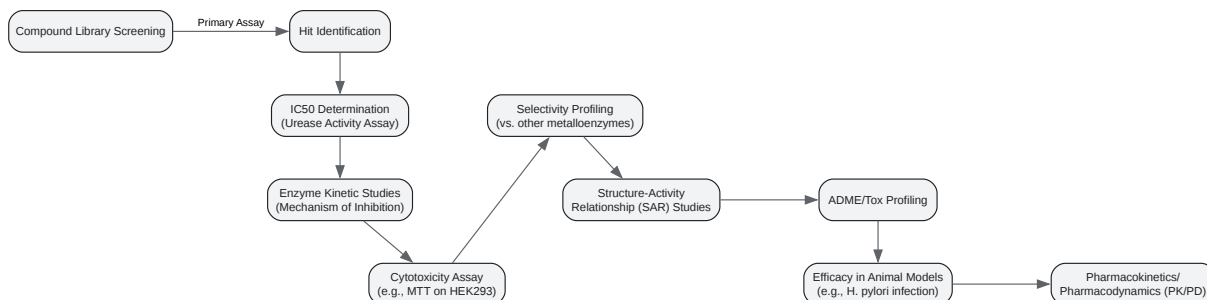 Compound Library Screening
Primary Assay
Hit Identification
IC50 Determination
(Urease Activity Assay)
Enzyme Kinetic Studies
(Mechanism of Inhibition)
Cytotoxicity Assay
(e.g., MTT on HEK293)
Selectivity Profiling
(vs. other metalloenzymes)
Structure-Activity
Relationship (SAR) Studies
ADME/Tox Profiling
Efficacy in Animal Models
(e.g., H. pylori infection)
Pharmacokinetics/
Pharmacodynamics (PK/PD)